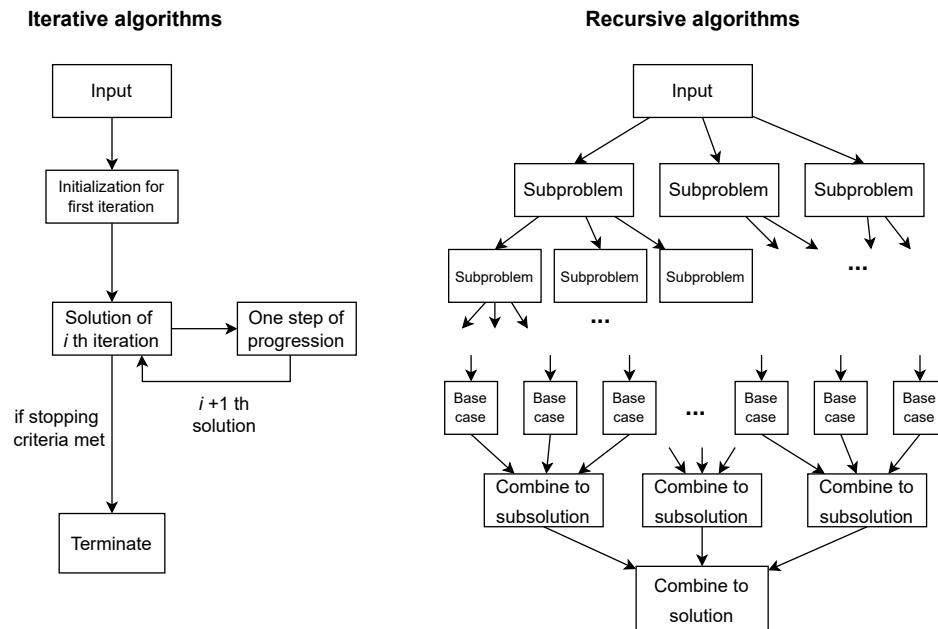 Iterative algorithms
Input
Initialization for
first iteration
Solution of
i th iteration
One step of
progression
i +1 th
solution
if stopping
criteria met
Terminate
Recursive algorithms
Input
Subproblem
Subproblem
Subproblem
Subproblem
Subproblem
Subproblem
...
...
Base
case
Base
case
Base
case
...
Base
case
Base
case
Base
case
Combine to
subsolution
Combine to
subsolution
Combine to
subsolution
Combine to
solution